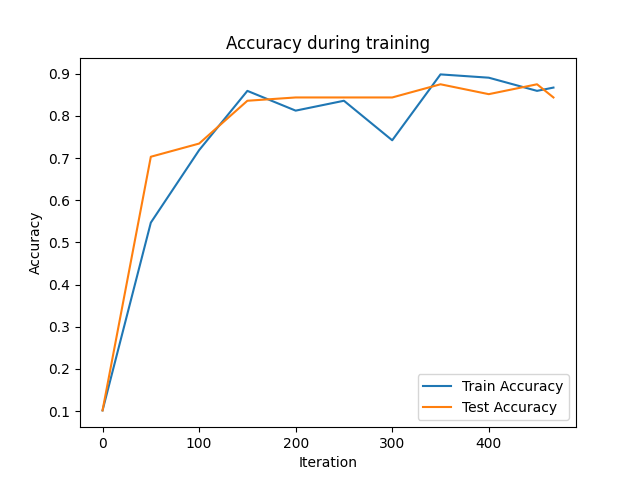 Accuracy during training
0.9
0.8
0.7
0.6
0.5
0.4
0.3
0.2
0.1
Accuracy
0 100 200 300 400
Iteration
Train Accuracy
Test Accuracy